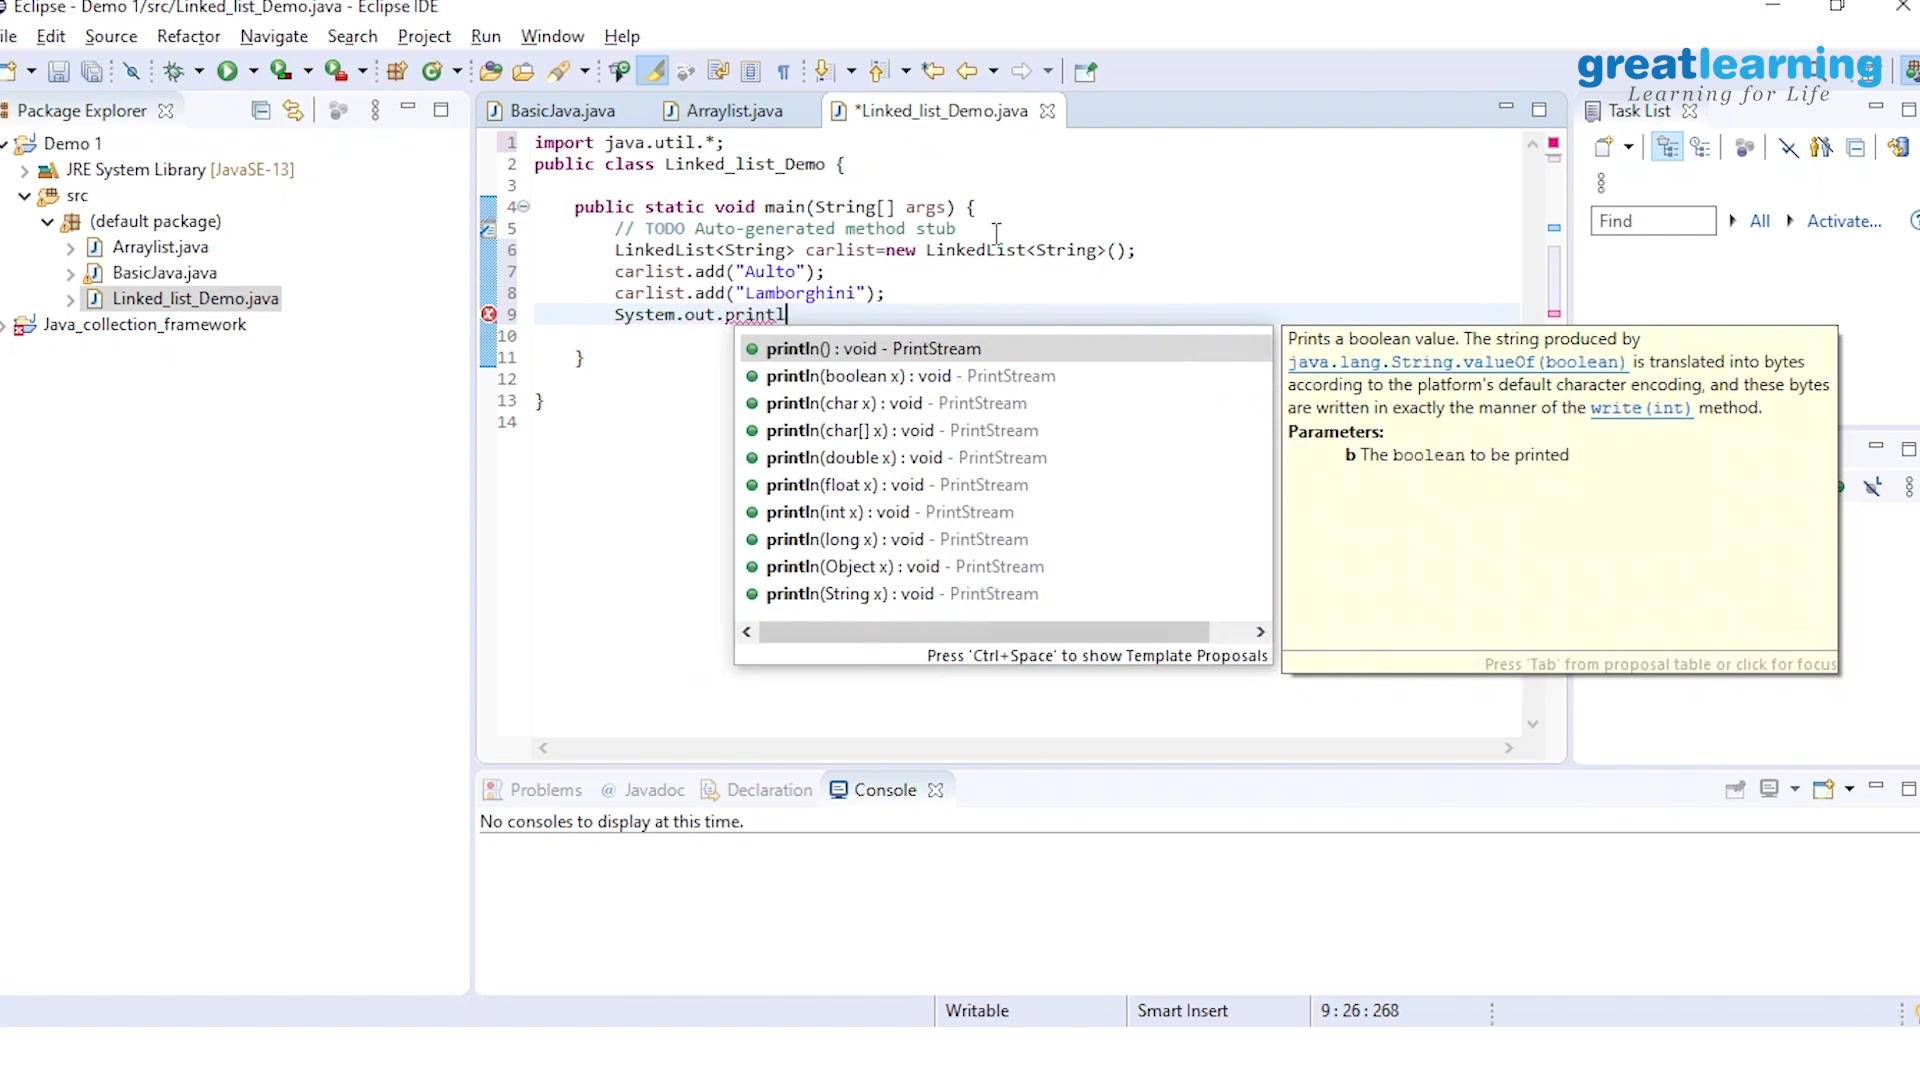 Eclipse - Demo 1/src/Linked_list_Demo.java - Eclipse IDE
ile Edit Source Refactor Navigate Search Project Run Window Help
greatlearning
Learning for Life
Package Explorer
BasicJava.java
Arraylist.java
*Linked_list_Demo.java
Task List
Demo 1
JRE System Library [JavaSE-13]
src
(default package)
Arraylist.java
BasicJava.java
Linked_list_Demo.java
Java_collection_framework
1 import java.util.*;
2 public class Linked_list_Demo {
3
4 public static void main(String[] args) {
5 // TODO Auto-generated method stub
6 LinkedList<String> carlist=new LinkedList<String>();
7 carlist.add("Aulto");
8 carlist.add("Lamborghini");
9 System.out.printl
10
11 }
12
13 }
14
println() : void - PrintStream
println(boolean x) : void - PrintStream
println(char x) : void - PrintStream
println(char[] x) : void - PrintStream
println(double x) : void - PrintStream
println(float x) : void - PrintStream
println(int x) : void - PrintStream
println(long x) : void - PrintStream
println(Object x) : void - PrintStream
println(String x) : void - PrintStream
Press 'Ctrl+Space' to show Template Proposals
Prints a boolean value. The string produced by
java.lang.String.valueOf(boolean) is translated into bytes
according to the platform's default character encoding, and these bytes
are written in exactly the manner of the write(int) method.
Parameters:
b The boolean to be printed
Press 'Tab' from proposal table or click for focus
Find All Activate...
Problems Javadoc Declaration Console
No consoles to display at this time.
Writable Smart Insert 9 : 26 : 268